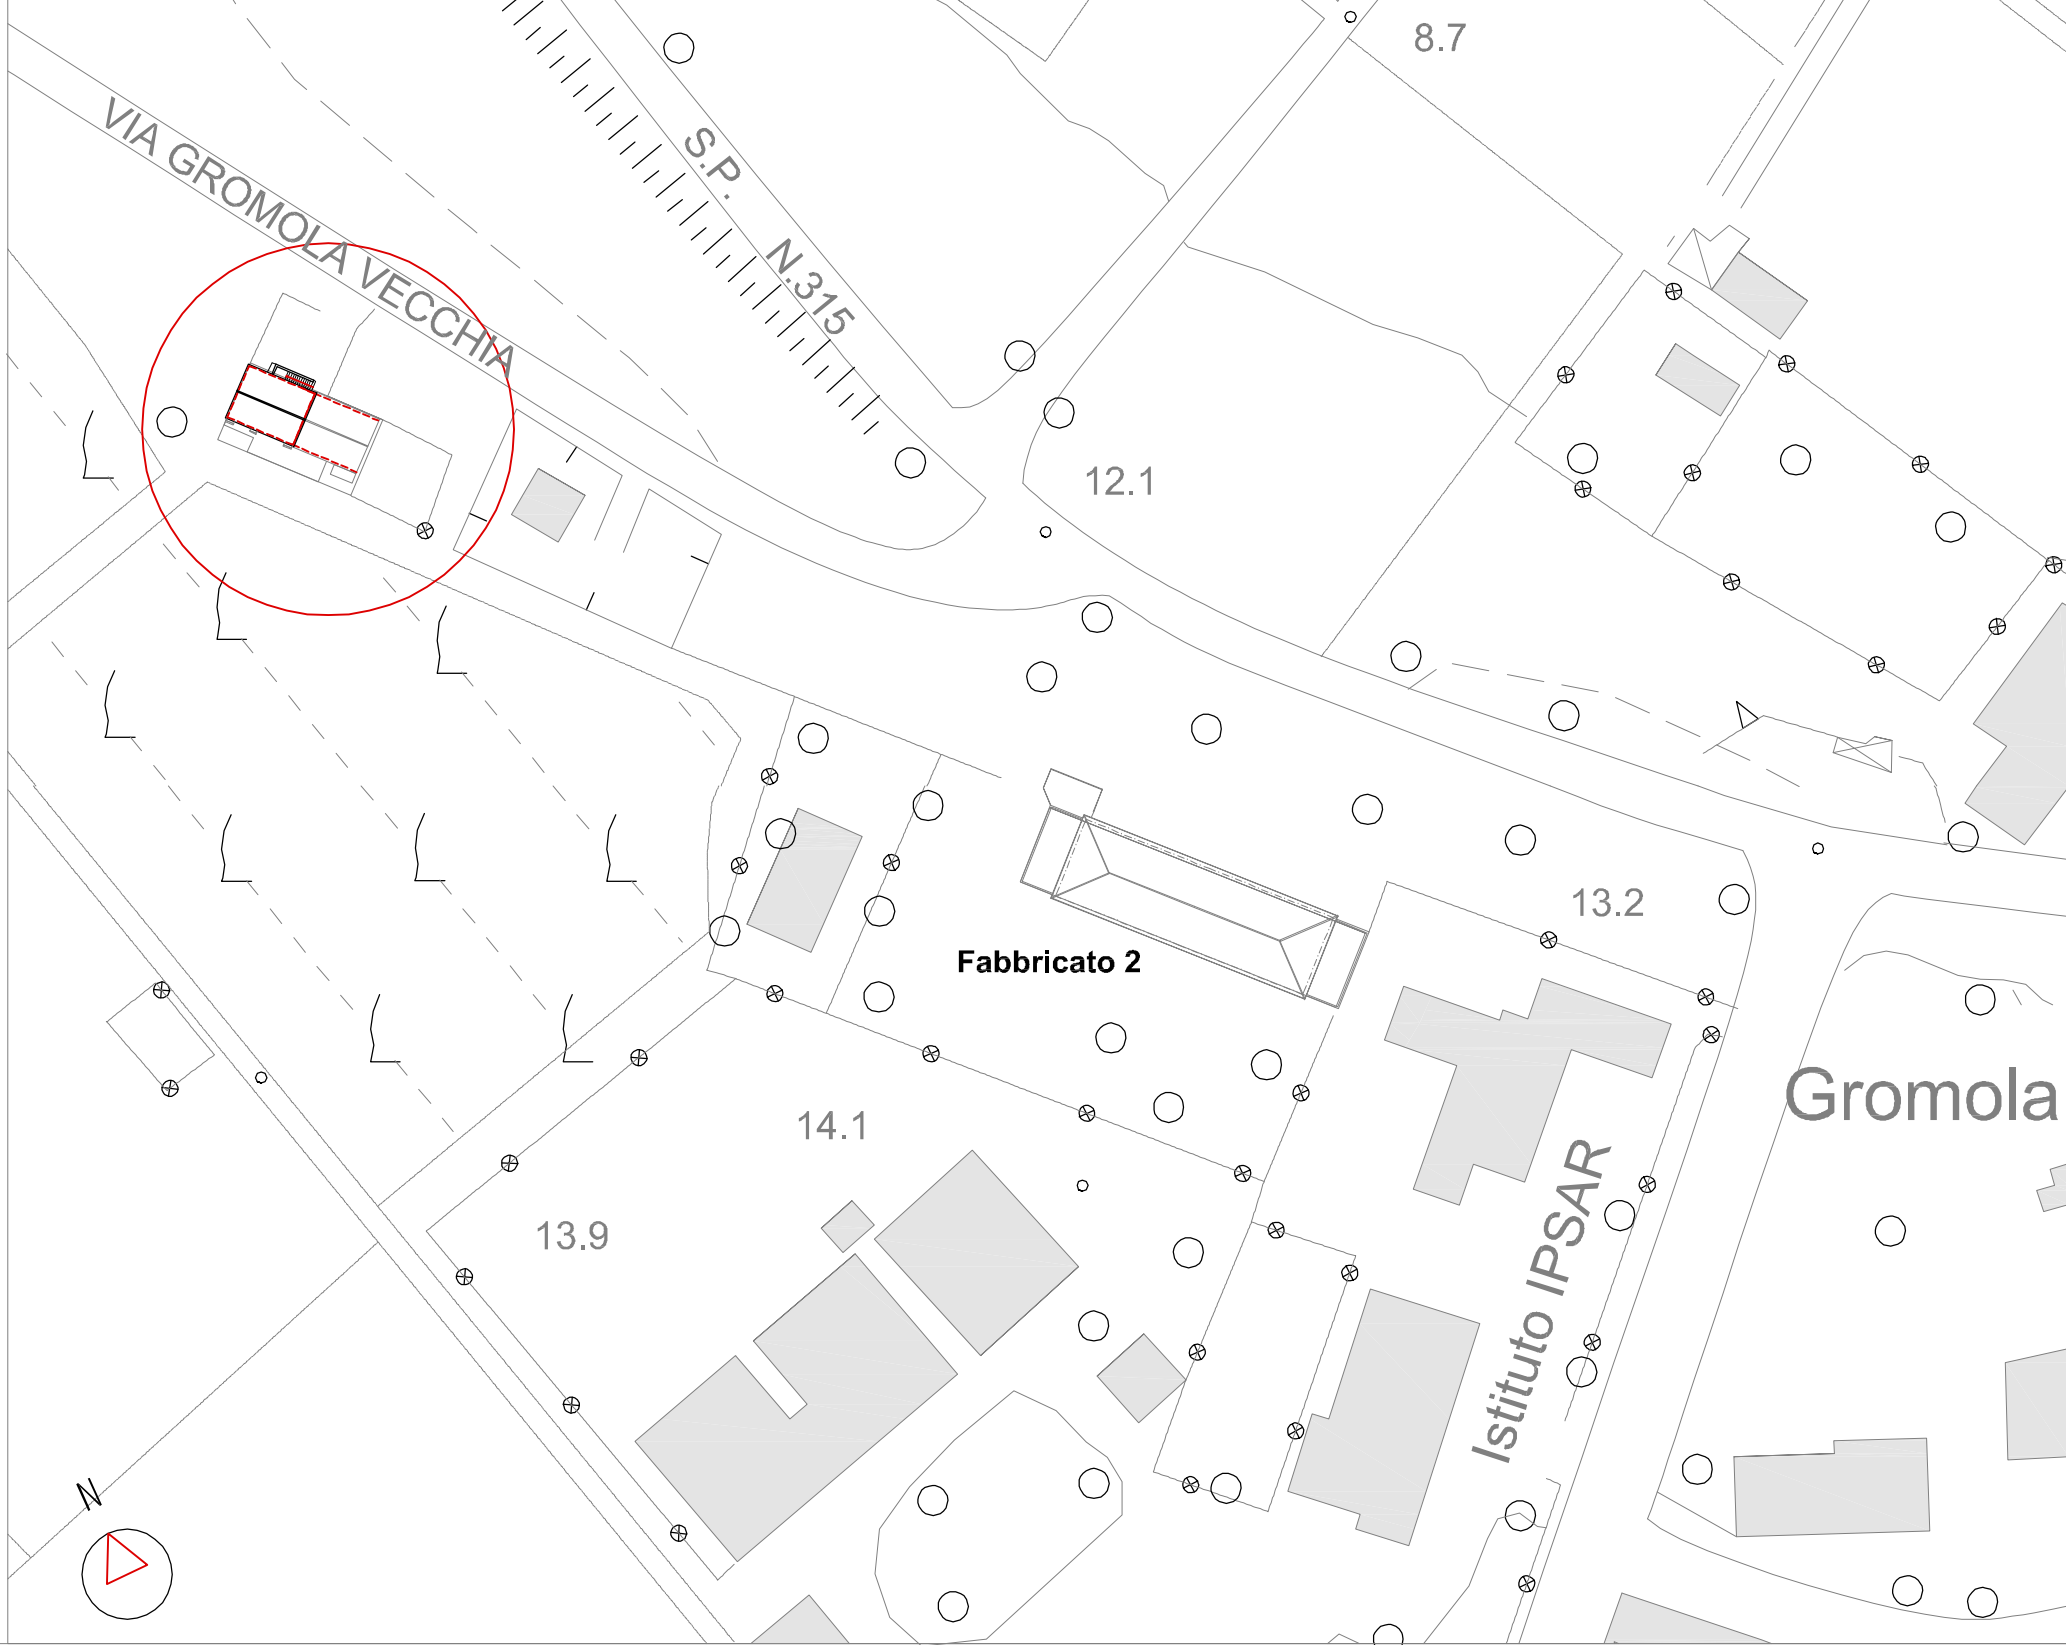 8.7
VIA GROMOLA VECCHIA
S.P. N.315
12.1
13.2
Fabbricato 2
Gromola
14.1
13.9
Istituto IPSAR
N